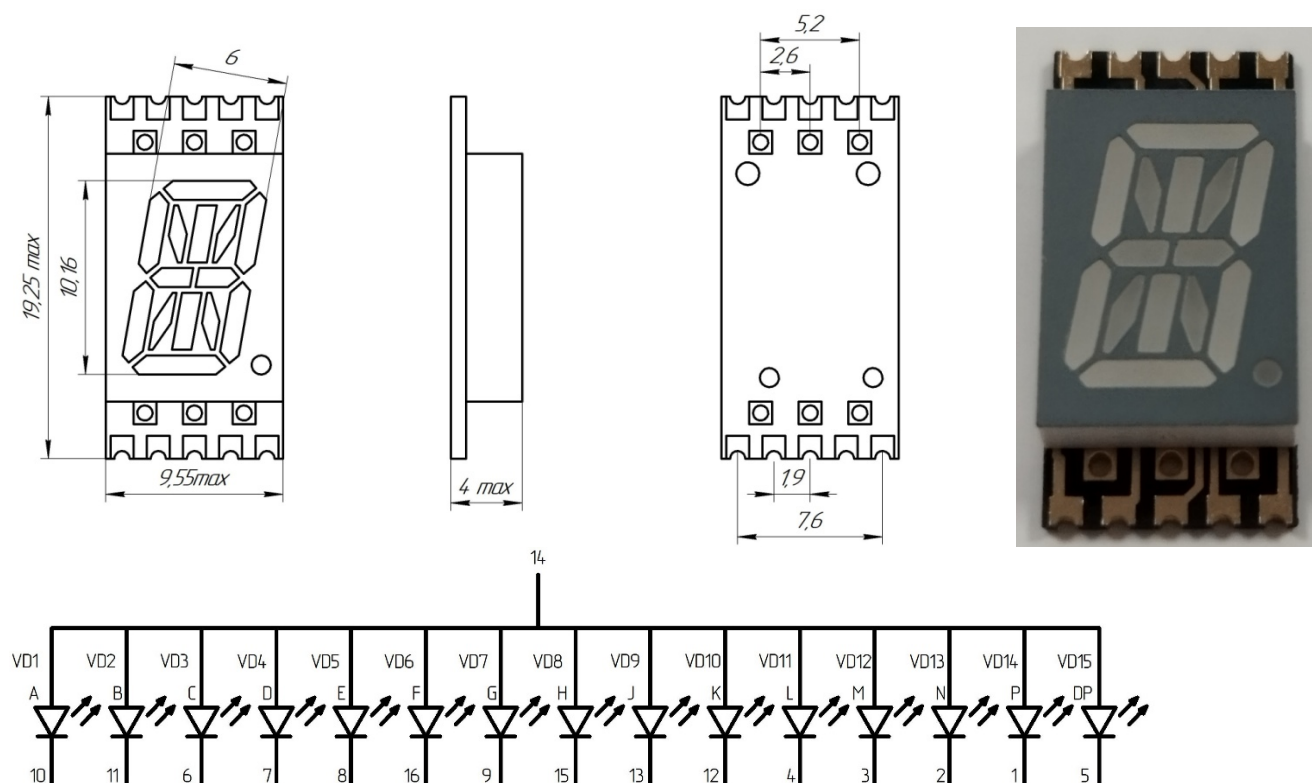 6
19,25 max
10,16
9,55max
4 max
5,2
2,6
1,9
7,6
14
VD1 VD2 VD3 VD4 VD5 VD6 VD7 VD8 VD9 VD10 VD11 VD12 VD13 VD14 VD15
A B C D E F G H J K L M N P DP
10 11 6 7 8 16 9 15 13 12 4 3 2 1 5